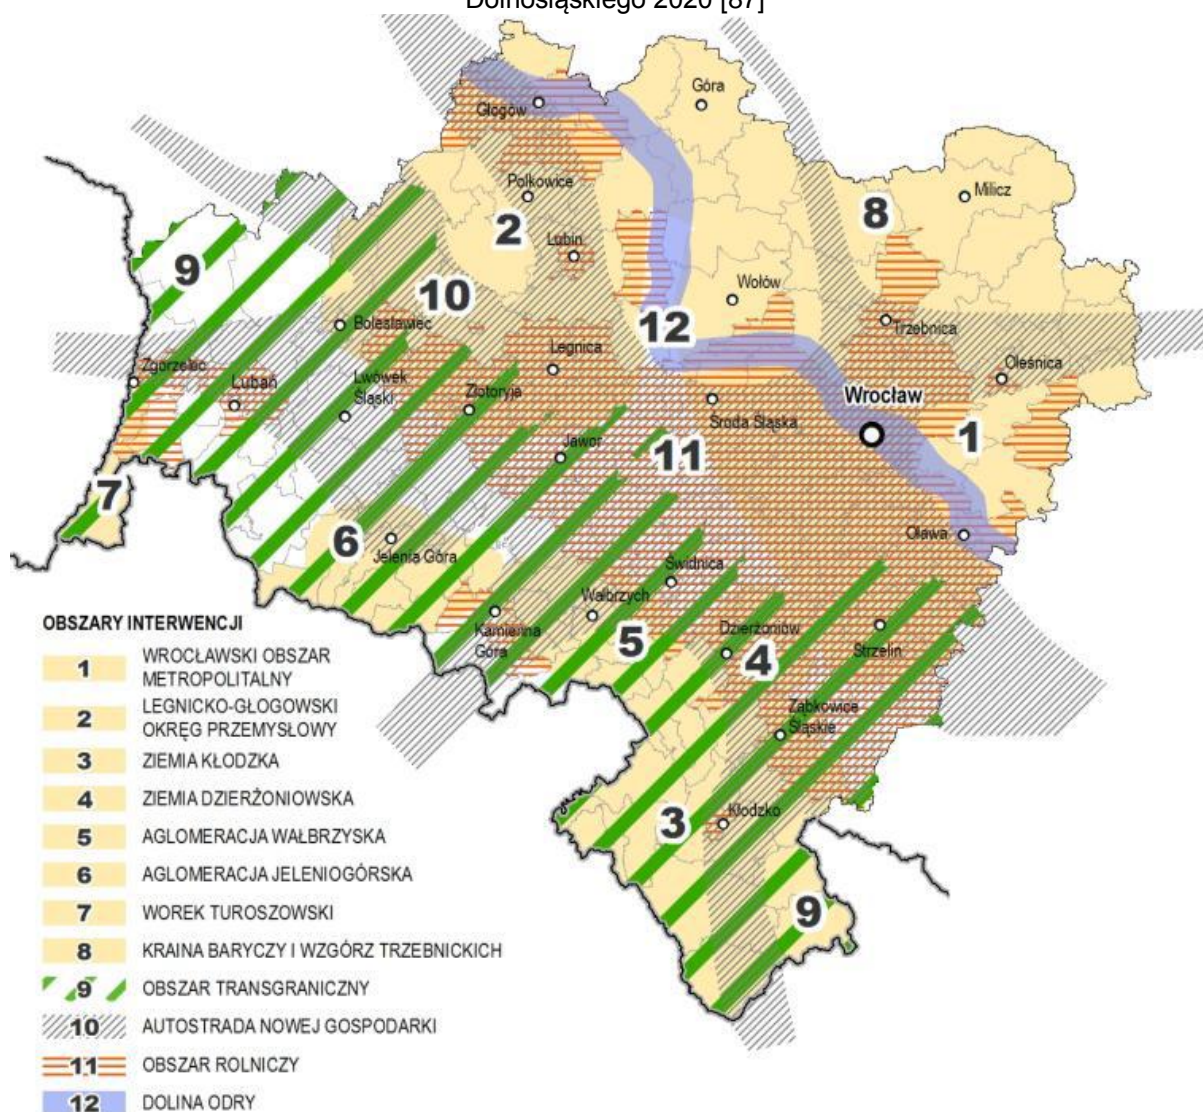 Dolnośląskiego 2020 [87]
Góra
Głogów
Polkowice
Milicz
8
2
Lubin
9
Wołów
10
12
Bolesławiec
Trzebnica
Legnica
Zgorzelec
Oleśnica
Lubań
Lwówek
Śląski
Złotoryja
Wrocław
Środa Śląska
1
Jawor
11
7
Oława
6
Jelenia Góra
Świdnica
Wałbrzych
OBSZARY INTERWENCJI
Kamienna
Góra
5
Dzierżoniów
4
Strzelin
1 WROCŁAWSKI OBSZAR
METROPOLITALNY
2 LEGNICKO-GŁOGOWSKI
OKRĘG PRZEMYSŁOWY
Ząbkowice
Śląskie
3 ZIEMIA KŁODZKA
4 ZIEMIA DZIERŻONIOWSKA
3
Kłodzko
5 AGLOMERACJA WAŁBRZYSKA
6 AGLOMERACJA JELENIOGÓRSKA
7 WOREK TUROSZOWSKI
9
8 KRAINA BARYCZY I WZGÓRZ TRZEBNICKICH
9 OBSZAR TRANSGRANICZNY
10 AUTOSTRADA NOWEJ GOSPODARKI
11 OBSZAR ROLNICZY
12 DOLINA ODRY